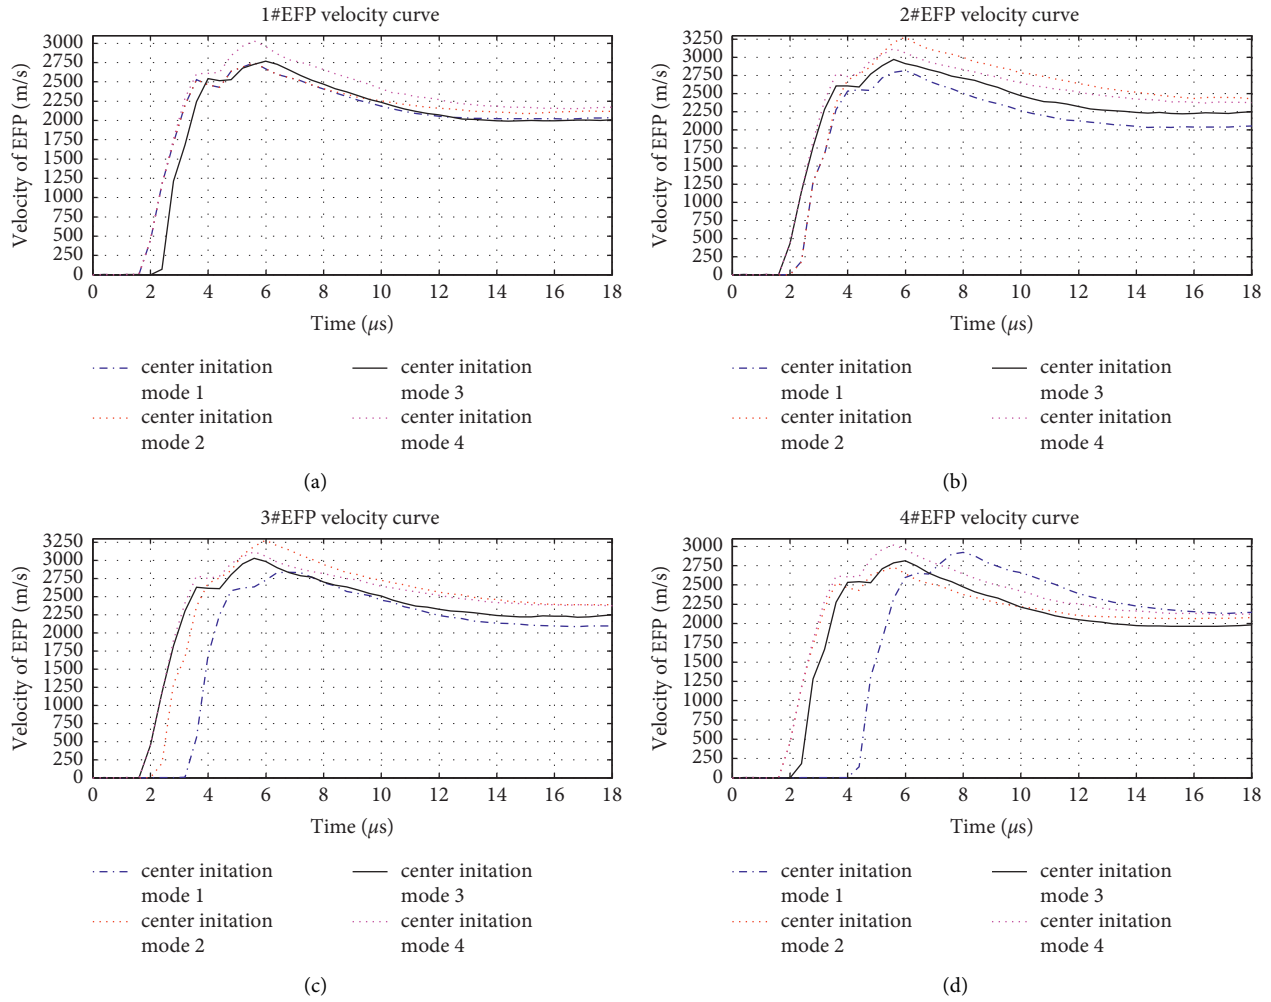 1#EFP velocity curve
Velocity of EFP (m/s)
3000
2750
2500
2250
2000
1750
1500
1250
1000
750
500
250
0
0 2 4 6 8 10 12 14 16 18
Time (μs)
center initation mode 1
center initation mode 3
center initation mode 2
center initation mode 4
(a)
2#EFP velocity curve
Velocity of EFP (m/s)
3250
3000
2750
2500
2250
2000
1750
1500
1250
1000
750
500
250
0
0 2 4 6 8 10 12 14 16 18
Time (μs)
center initation mode 1
center initation mode 3
center initation mode 2
center initation mode 4
(b)
3#EFP velocity curve
Velocity of EFP (m/s)
3250
3000
2750
2500
2250
2000
1750
1500
1250
1000
750
500
250
0
0 2 4 6 8 10 12 14 16 18
Time (μs)
center initation mode 1
center initation mode 3
center initation mode 2
center initation mode 4
(c)
4#EFP velocity curve
Velocity of EFP (m/s)
3000
2750
2500
2250
2000
1750
1500
1250
1000
750
500
250
0
0 2 4 6 8 10 12 14 16 18
Time (μs)
center initation mode 1
center initation mode 3
center initation mode 2
center initation mode 4
(d)